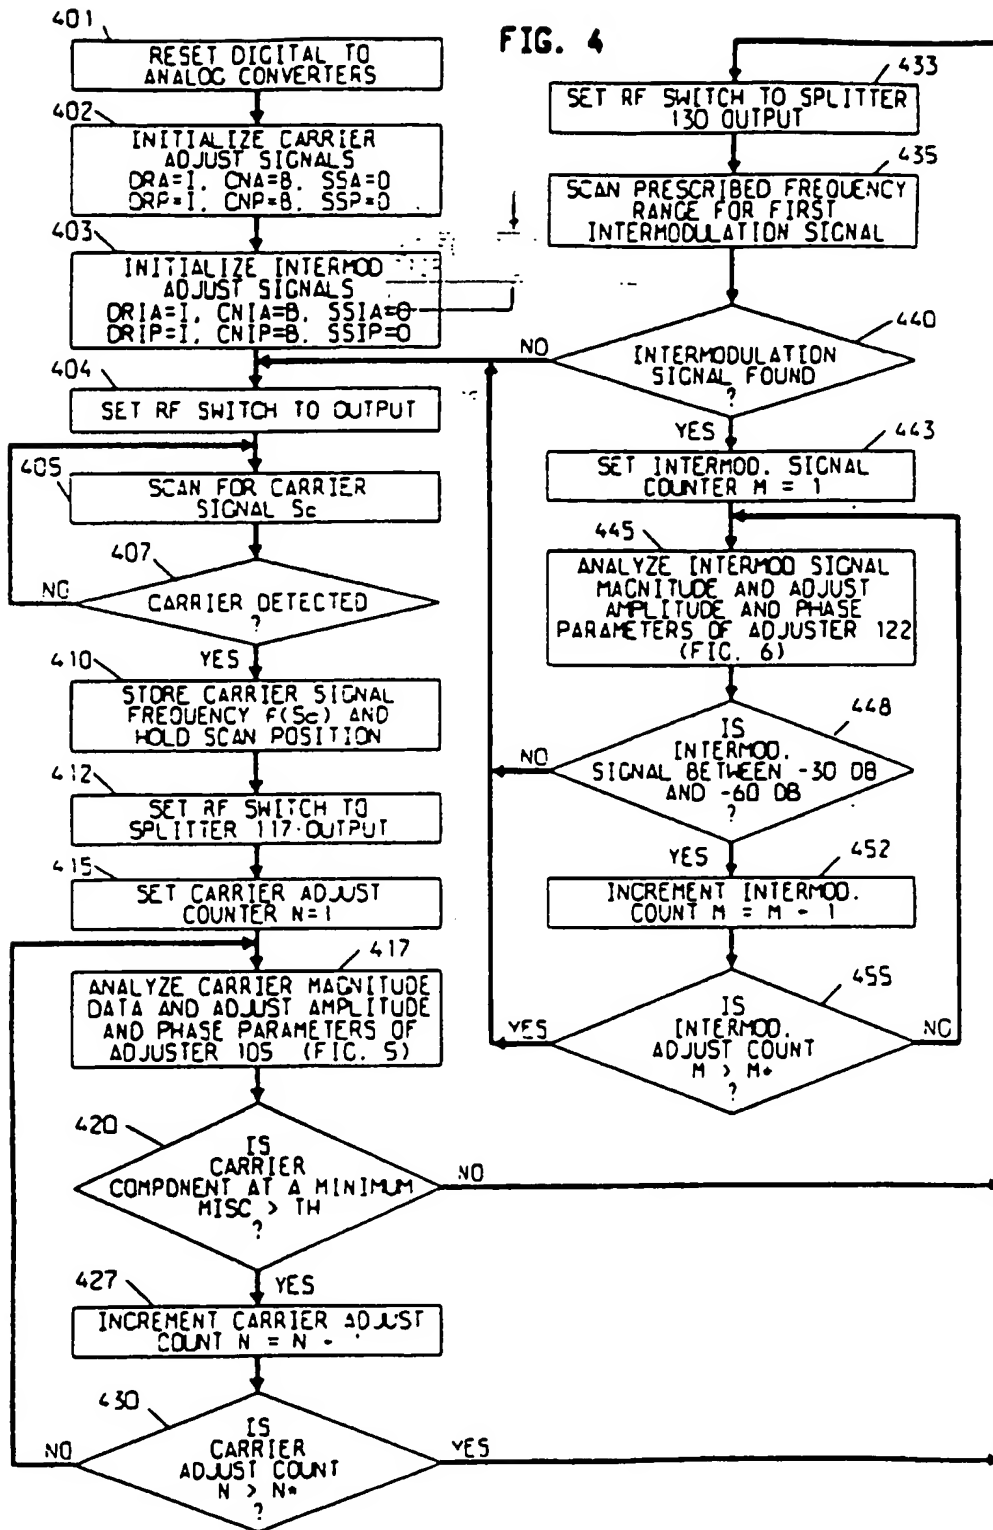 FIG. 4
401
RESET DIGITAL TO
ANALOG CONVERTERS
402
INITIALIZE CARRIER
ADJUST SIGNALS
DRA=I, CNA=B, SSA=0
DRP=I, CNP=B, SSP=0
403
INITIALIZE INTERMOD
ADJUST SIGNALS
DRIA=I, CNIA=B, SSIA=0
DRIP=I, CNIP=B, SSIP=0
404
SET RF SWITCH TO OUTPUT
405
SCAN FOR CARRIER
SIGNAL Sc
407
CARRIER DETECTED
?
NO
YES
410
STORE CARRIER SIGNAL
FREQUENCY f(Sc) AND
HOLD SCAN POSITION
412
SET RF SWITCH TO
SPLITTER 117 OUTPUT
415
SET CARRIER ADJUST
COUNTER N=1
417
ANALYZE CARRIER MAGNITUDE
DATA AND ADJUST AMPLITUDE
AND PHASE PARAMETERS OF
ADJUSTER 105 (FIG. 5)
420
IS
CARRIER
COMPONENT AT A MINIMUM
MISC > TH
?
NO
YES
427
INCREMENT CARRIER ADJUST
COUNT N = N -
430
IS
CARRIER
ADJUST COUNT
N > N*
?
NO
YES
433
SET RF SWITCH TO SPLITTER
130 OUTPUT
435
SCAN PRESCRIBED FREQUENCY
RANGE FOR FIRST
INTERMODULATION SIGNAL
440
INTERMODULATION
SIGNAL FOUND
?
NO
YES
443
SET INTERMOD. SIGNAL
COUNTER M = 1
445
ANALYZE INTERMOD SIGNAL
MAGNITUDE AND ADJUST
AMPLITUDE AND PHASE
PARAMETERS OF ADJUSTER 122
(FIG. 6)
448
IS
INTERMOD.
SIGNAL BETWEEN -30 DB
AND -60 DB
?
NO
YES
452
INCREMENT INTERMOD.
COUNT M = M - 1
455
IS
INTERMOD.
ADJUST COUNT
M > M*
?
YES
NO